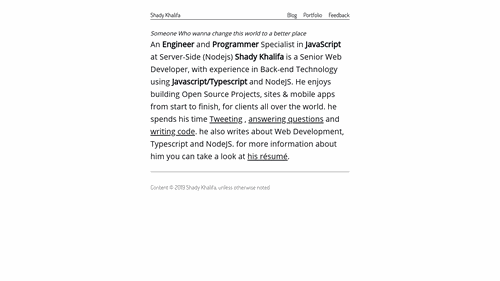 Shady Khalifa Blog Portfolio Feedback
Someone Who wanna change this world to a better place
An Engineer and Programmer Specialist in JavaScript
at Server-Side (Nodejs) Shady Khalifa is a Senior Web
Developer, with experience in Back-end Technology
using Javascript/Typescript and NodeJS. He enjoys
building Open Source Projects, sites & mobile apps
from start to finish, for clients all over the world. he
spends his time Tweeting , answering questions and
writing code. he also writes about Web Development,
Typescript and NodeJS. for more information about
him you can take a look at his résumé.
Content © 2019 Shady Khalifa, unless otherwise noted